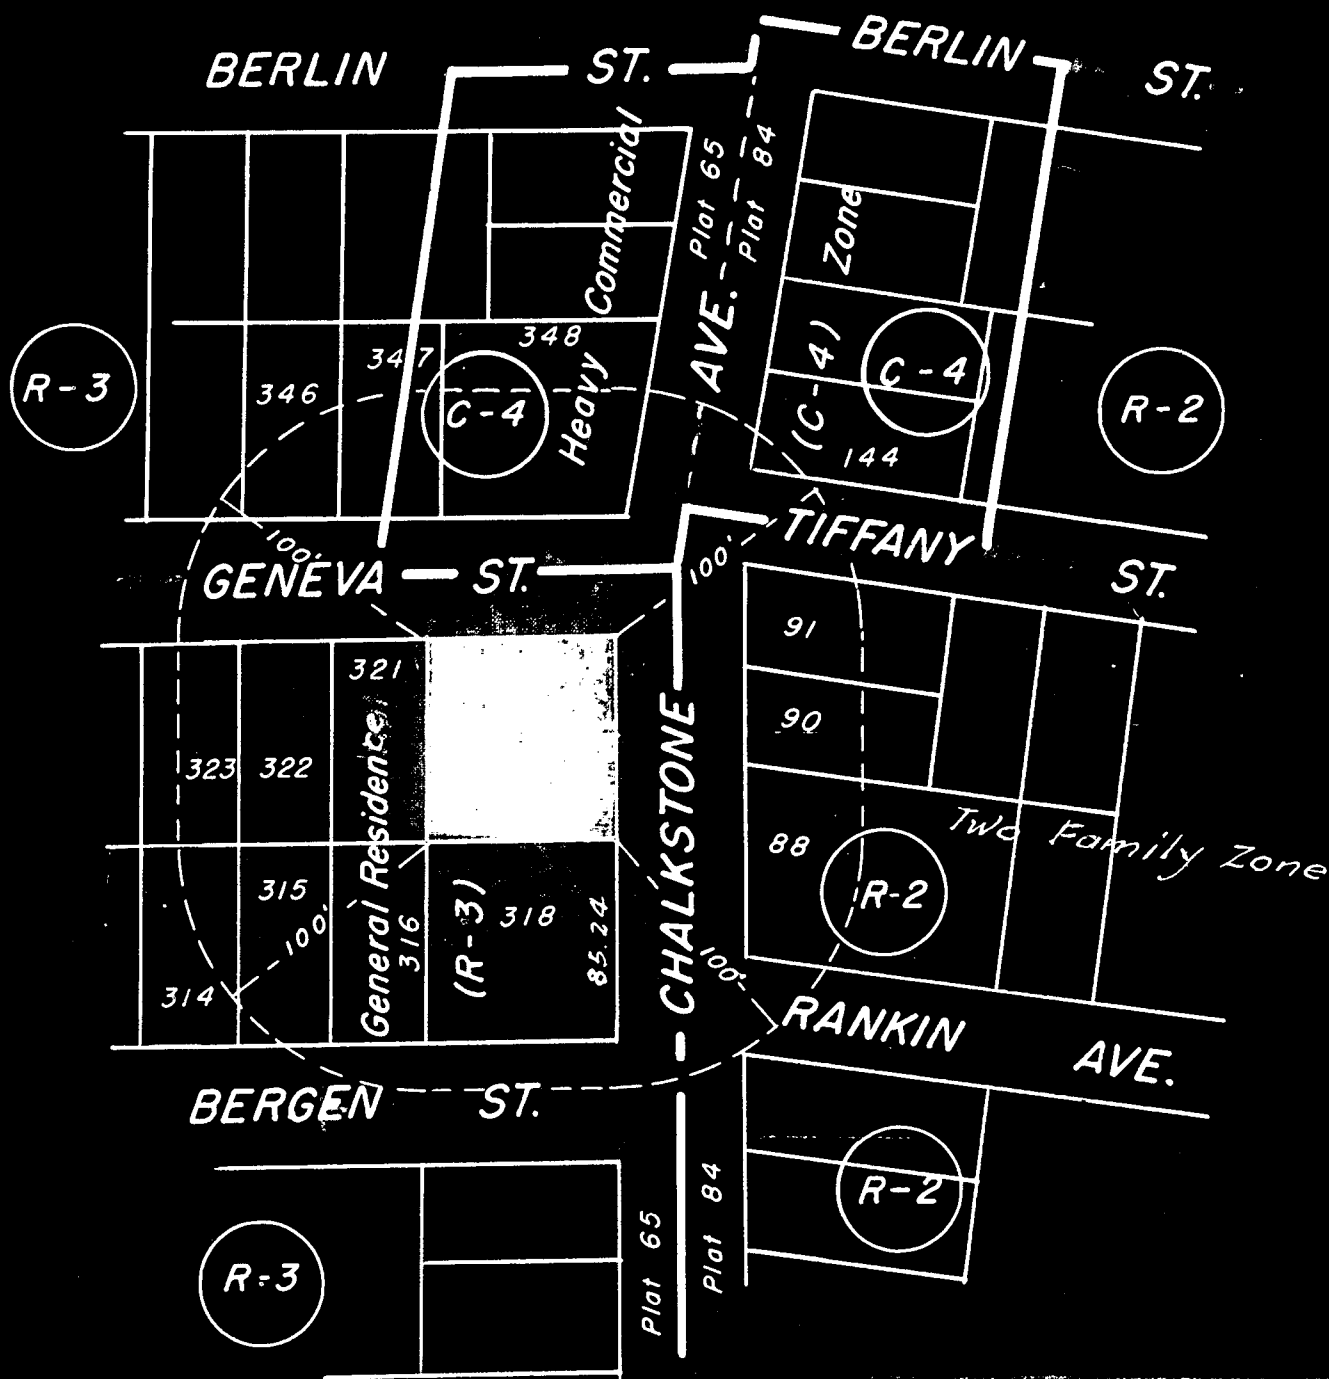 BERLIN ST. BERLIN ST.
Plat 65
Plat 84
Heavy Commercial Zone (C-4)
R-3
346
347
348
C-4
AVE.
C-4
144
R-2
100'
100'
GENEVA ST.
TIFFANY ST.
321
91
90
323
322
General Residence
(R-3)
CHALKSTONE
88
Two Family Zone
R-2
315
316
318
85.24
314
100'
100'
RANKIN AVE.
BERGEN ST.
R-2
R-3
Plat 65
Plat 84